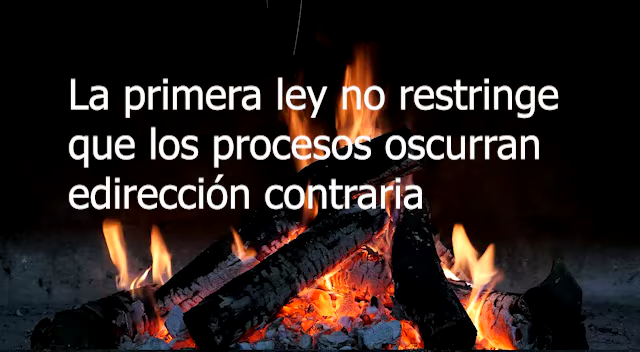 La primera ley no restringe
que los procesos oscurran
edirección contraria